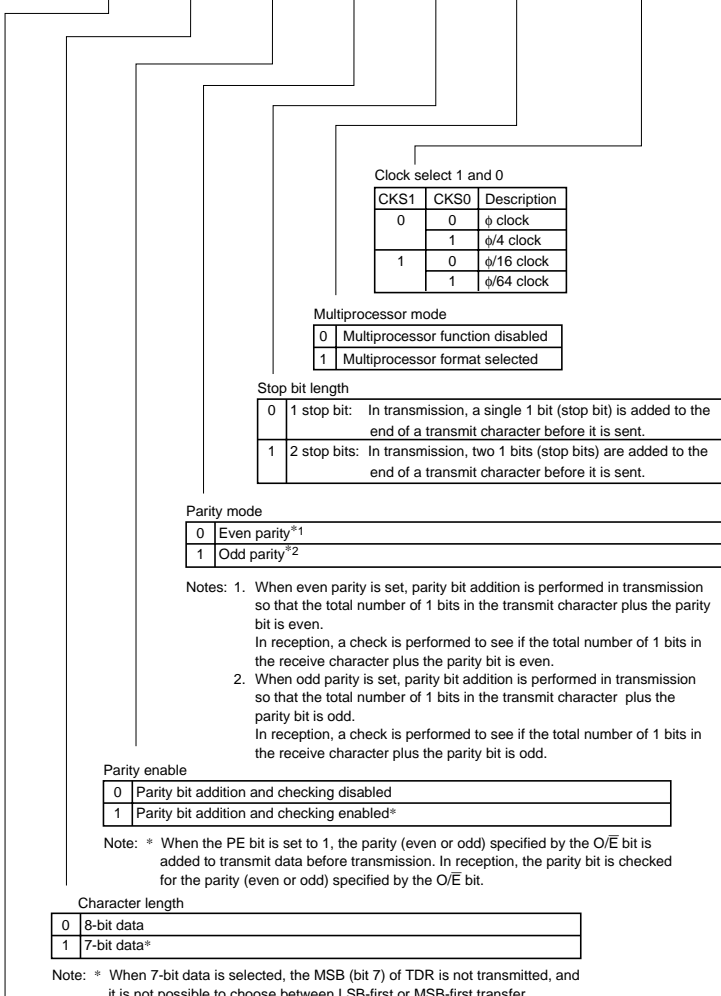 Clock select 1 and 0
CKS1 CKS0 Description
0 0 ϕ clock
1 ϕ/4 clock
1 0 ϕ/16 clock
1 ϕ/64 clock
Multiprocessor mode
0 Multiprocessor function disabled
1 Multiprocessor format selected
Stop bit length
0 1 stop bit: In transmission, a single 1 bit (stop bit) is added to the
end of a transmit character before it is sent.
1 2 stop bits: In transmission, two 1 bits (stop bits) are added to the
end of a transmit character before it is sent.
Parity mode
0 Even parity*1
1 Odd parity*2
Notes: 1. When even parity is set, parity bit addition is performed in transmission
so that the total number of 1 bits in the transmit character plus the parity
bit is even.
In reception, a check is performed to see if the total number of 1 bits in
the receive character plus the parity bit is even.
2. When odd parity is set, parity bit addition is performed in transmission
so that the total number of 1 bits in the transmit character plus the
parity bit is odd.
In reception, a check is performed to see if the total number of 1 bits in
the receive character plus the parity bit is odd.
Parity enable
0 Parity bit addition and checking disabled
1 Parity bit addition and checking enabled*
Note: * When the PE bit is set to 1, the parity (even or odd) specified by the O/E̅ bit is
added to transmit data before transmission. In reception, the parity bit is checked
for the parity (even or odd) specified by the O/E̅ bit.
Character length
0 8-bit data
1 7-bit data*
Note: * When 7-bit data is selected, the MSB (bit 7) of TDR is not transmitted, and
it is not possible to choose between LSB-first or MSB-first transfer